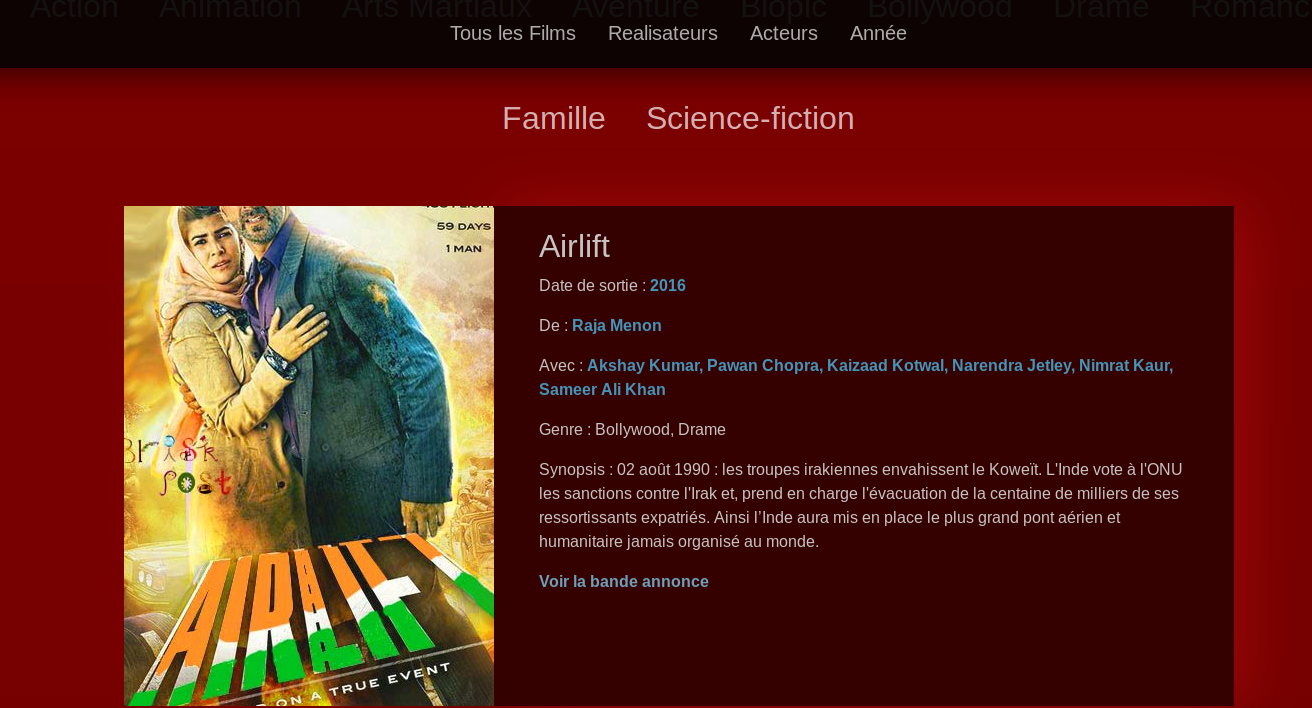 Action Animation Arts Martiaux Aventure Biopic Bollywood Drame Romanc
Tous les Films Realisateurs Acteurs Année
Famille Science-fiction
59 DAYS
1 MAN
Airlift
Date de sortie : 2016
De : Raja Menon
Avec : Akshay Kumar, Pawan Chopra, Kaizaad Kotwal, Narendra Jetley, Nimrat Kaur,
Sameer Ali Khan
Genre : Bollywood, Drame
Synopsis : 02 août 1990 : les troupes irakiennes envahissent le Koweït. L'Inde vote à l'ONU
les sanctions contre l'Irak et, prend en charge l'évacuation de la centaine de milliers de ses
ressortissants expatriés. Ainsi l’Inde aura mis en place le plus grand pont aérien et
humanitaire jamais organisé au monde.
Voir la bande annonce
Brisk
Post
AIRLIFT
ON A TRUE EVENT